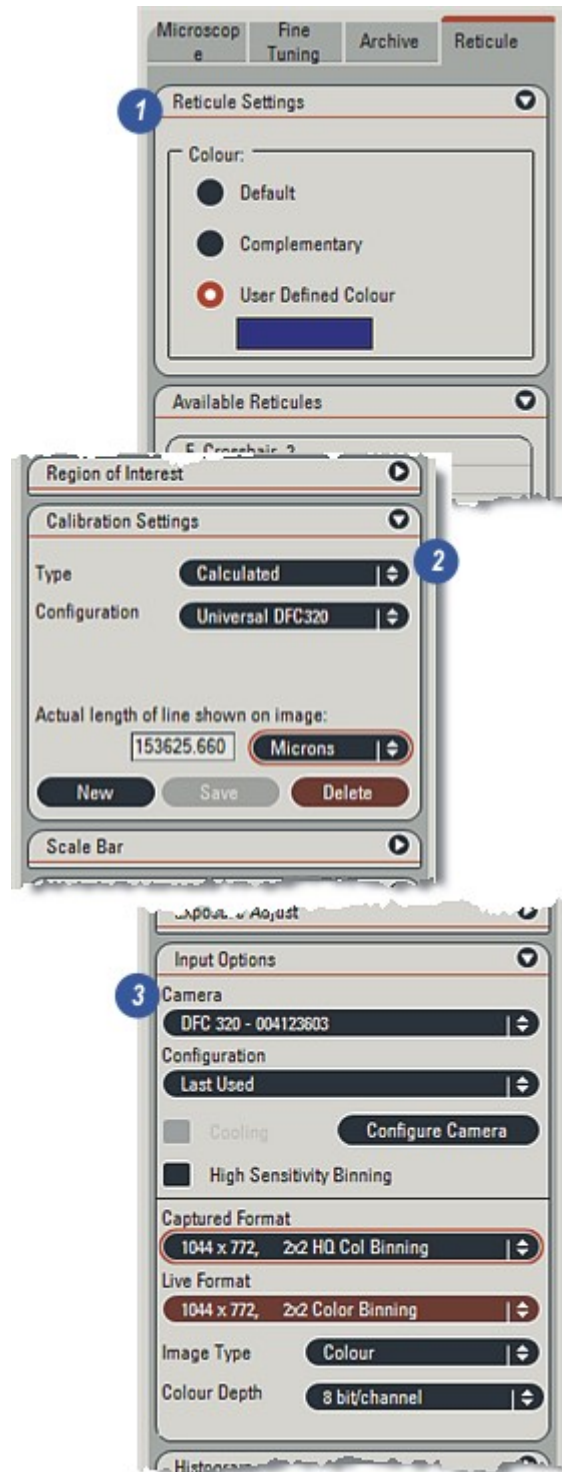 Microscop
e
Fine
Tuning
Archive
Reticule
1
Reticule Settings
Colour:
Default
Complementary
User Defined Colour
Available Reticules
Region of Interest
Calibration Settings
2
Type
Calculated
Configuration
Universal DFC320
Actual length of line shown on image:
153625.660
Microns
New
Save
Delete
Scale Bar
Adjust
Input Options
3
Camera
DFC 320 - 004123603
Configuration
Last Used
Cooling
Configure Camera
High Sensitivity Binning
Captured Format
1044 x 772, 2x2 HQ Col Binning
Live Format
1044 x 772, 2x2 Color Binning
Image Type
Colour
Colour Depth
8 bit/channel
Histogram